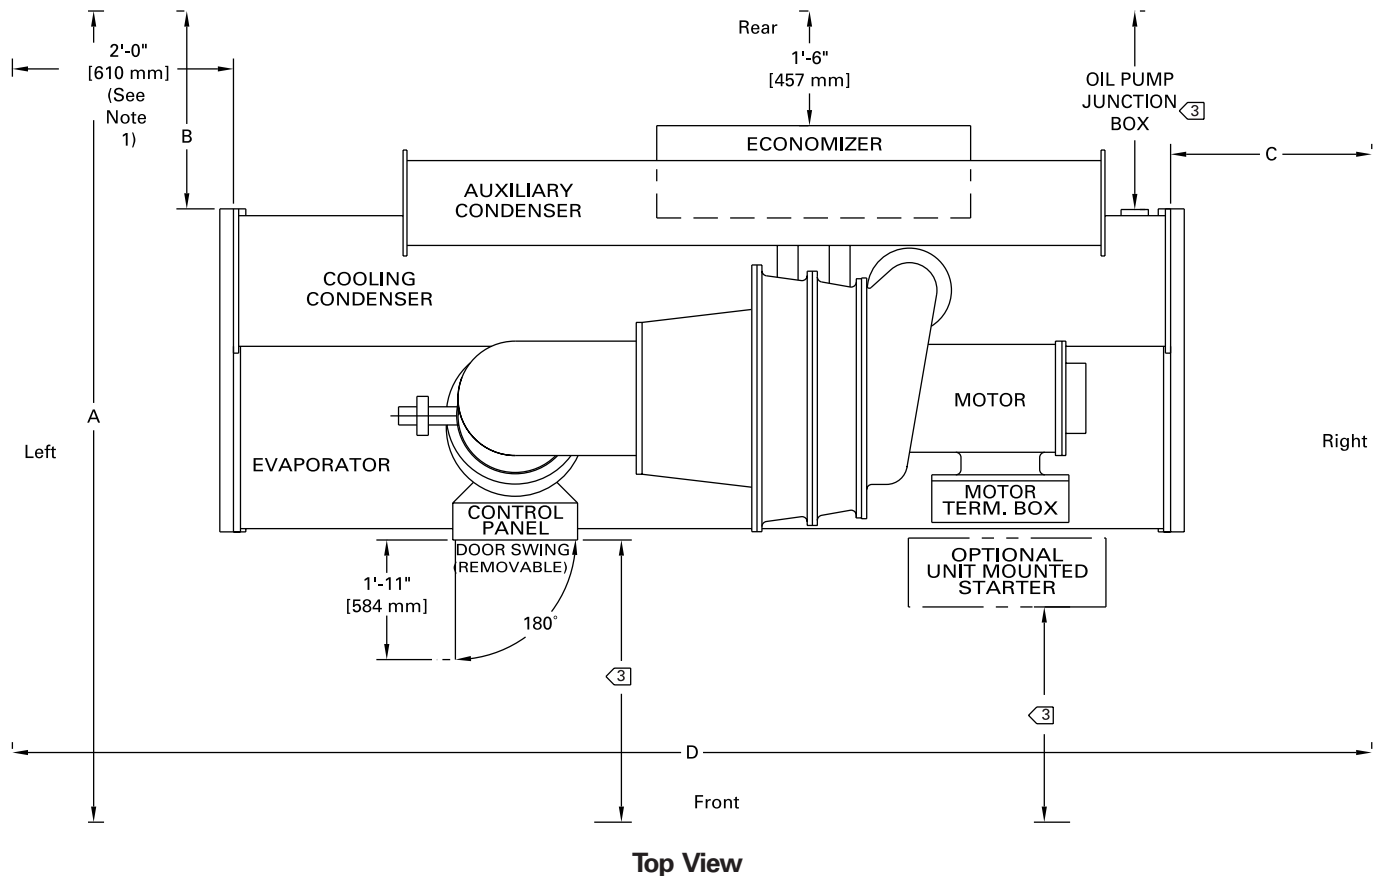 Rear
2'-0"
[610 mm]
(See
Note
1)
B
1'-6"
[457 mm]
OIL PUMP
JUNCTION
BOX
3
C
ECONOMIZER
AUXILIARY
CONDENSER
COOLING
CONDENSER
A
MOTOR
Left
Right
EVAPORATOR
MOTOR
TERM. BOX
CONTROL
PANEL
DOOR SWING
(REMOVABLE)
OPTIONAL
UNIT MOUNTED
STARTER
1'-11"
[584 mm]
180°
3
3
D
Front
Top View